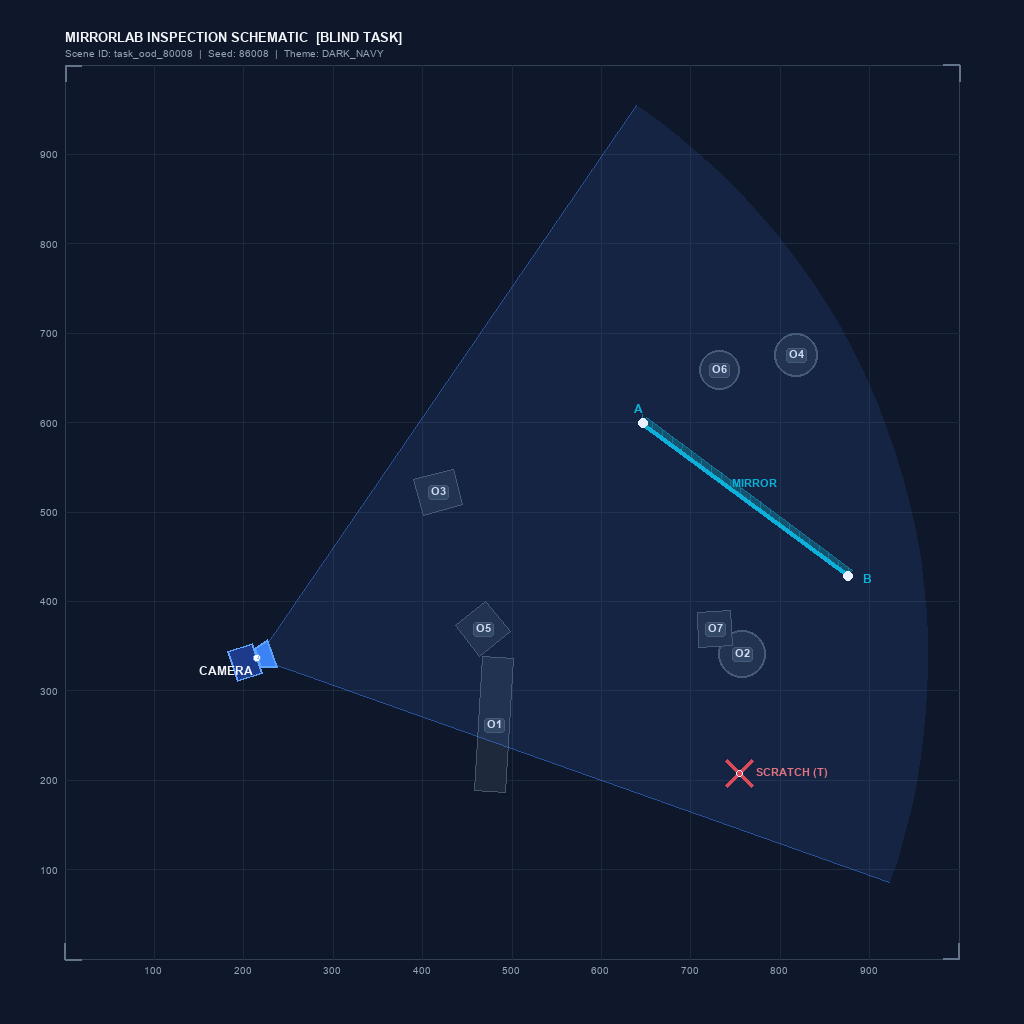 MIRRORLAB INSPECTION SCHEMATIC [BLIND TASK]
Scene ID: task_ood_80008 | Seed: 86008 | Theme: DARK_NAVY
900
800
O4
700
O6
A
600
MIRROR
O3
500
B
400
O5
O7
O2
CAMERA
300
O1
SCRATCH (T)
200
100
100 200 300 400 500 600 700 800 900